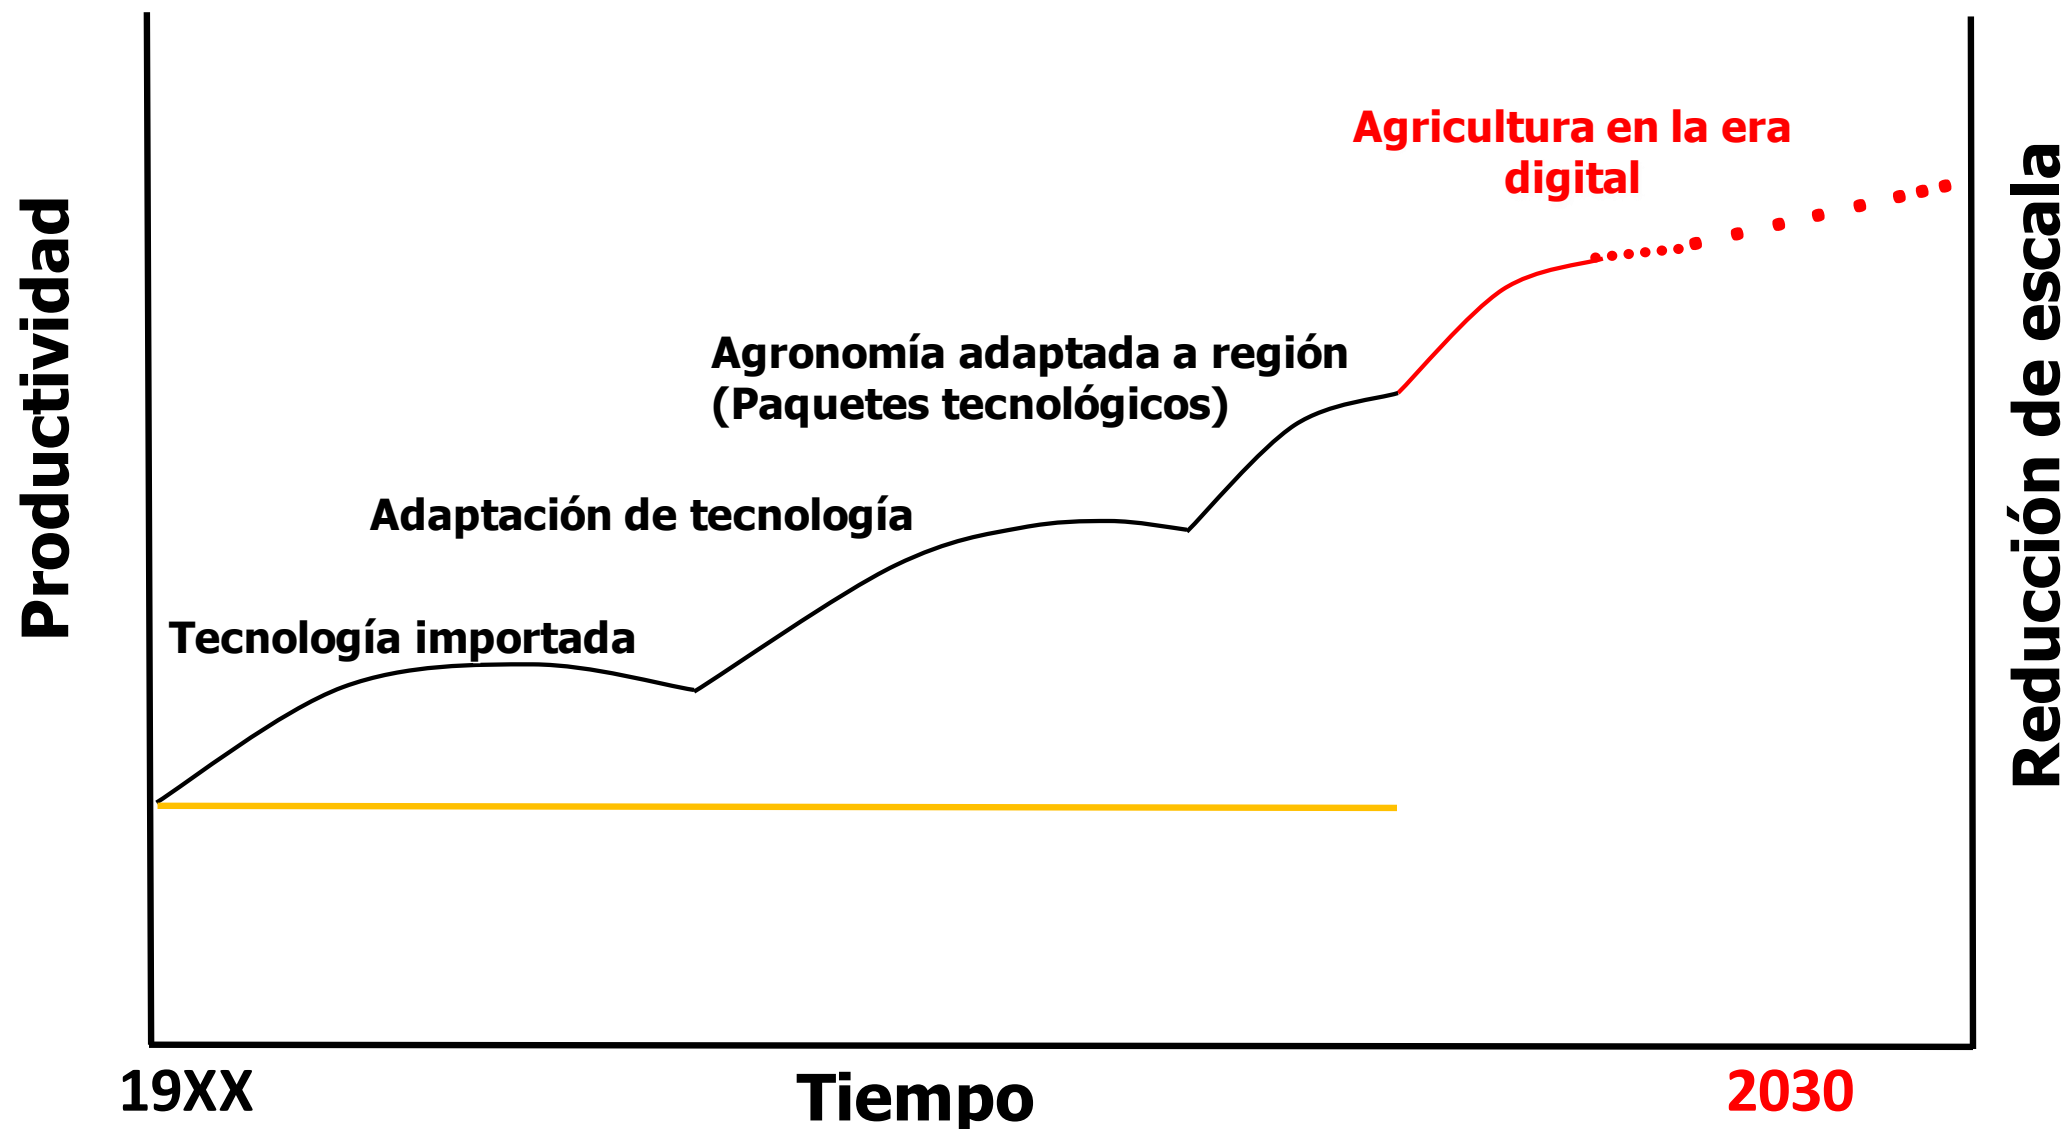 Productividad
Agricultura en la era
digital
Agronomía adaptada a región
(Paquetes tecnológicos)
Adaptación de tecnología
Tecnología importada
Reducción de escala
19XX
Tiempo
2030